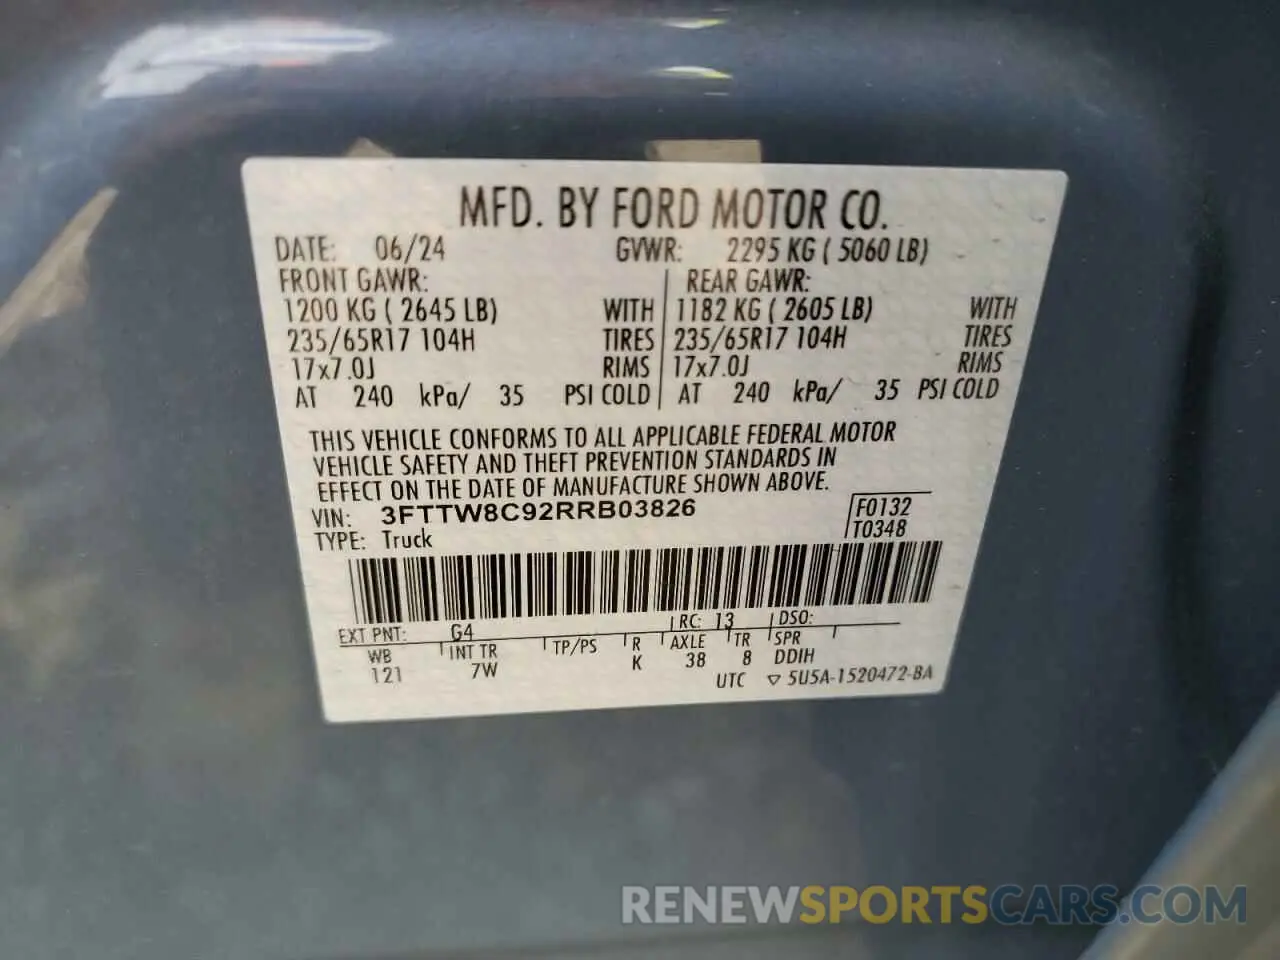 MFD. BY FORD MOTOR CO.
DATE: 06/24 GVWR: 2295 KG ( 5060 LB)
FRONT GAWR: REAR GAWR:
1200 KG ( 2645 LB) WITH 1182 KG ( 2605 LB) WITH
235/65R17 104H TIRES 235/65R17 104H TIRES
17x7.0J RIMS 17x7.0J RIMS
AT 240 kPa/ 35 PSI COLD AT 240 kPa/ 35 PSI COLD
THIS VEHICLE CONFORMS TO ALL APPLICABLE FEDERAL MOTOR
VEHICLE SAFETY AND THEFT PREVENTION STANDARDS IN
EFFECT ON THE DATE OF MANUFACTURE SHOWN ABOVE.
VIN: 3FTTW8C92RRB03826 F0132
TYPE: Truck T0348
EXT PNT: G4 RC: 13 DSO:
WB INT TR TP/PS R AXLE TR SPR
121 7W K 38 8 DDIH
UTC ▽ 5U5A-1520472-BA
RENEWSPORTSCARS.COM